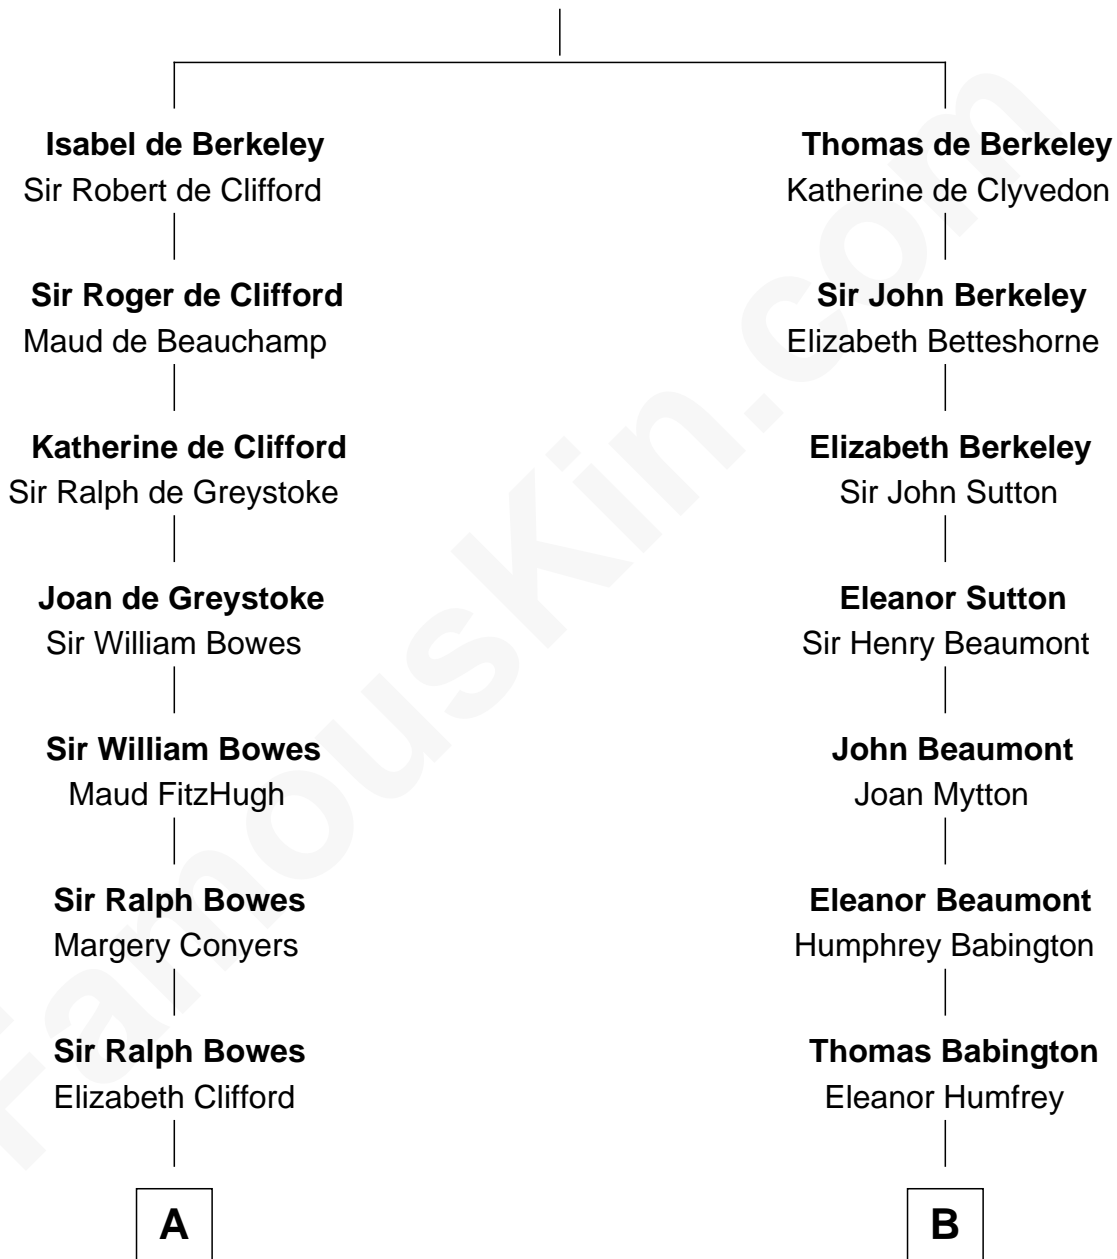 Isabel de Berkeley
Sir Robert de Clifford
Sir Roger de Clifford
Maud de Beauchamp
Katherine de Clifford
Sir Ralph de Greystoke
Joan de Greystoke
Sir William Bowes
Sir William Bowes
Maud FitzHugh
Sir Ralph Bowes
Margery Conyers
Sir Ralph Bowes
Elizabeth Clifford
A
Thomas de Berkeley
Katherine de Clyvedon
Sir John Berkeley
Elizabeth Betteshorne
Elizabeth Berkeley
Sir John Sutton
Eleanor Sutton
Sir Henry Beaumont
John Beaumont
Joan Mytton
Eleanor Beaumont
Humphrey Babington
Thomas Babington
Eleanor Humfrey
B
FamousKin.com